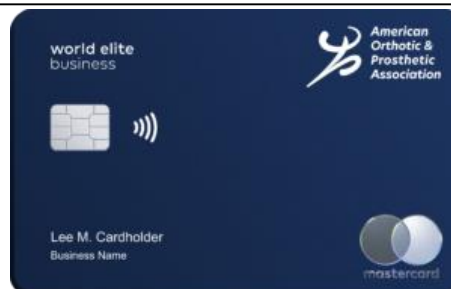 world elite
business
American
Orthotic &
Prosthetic
Association
Lee M. Cardholder
Business Name
mastercard